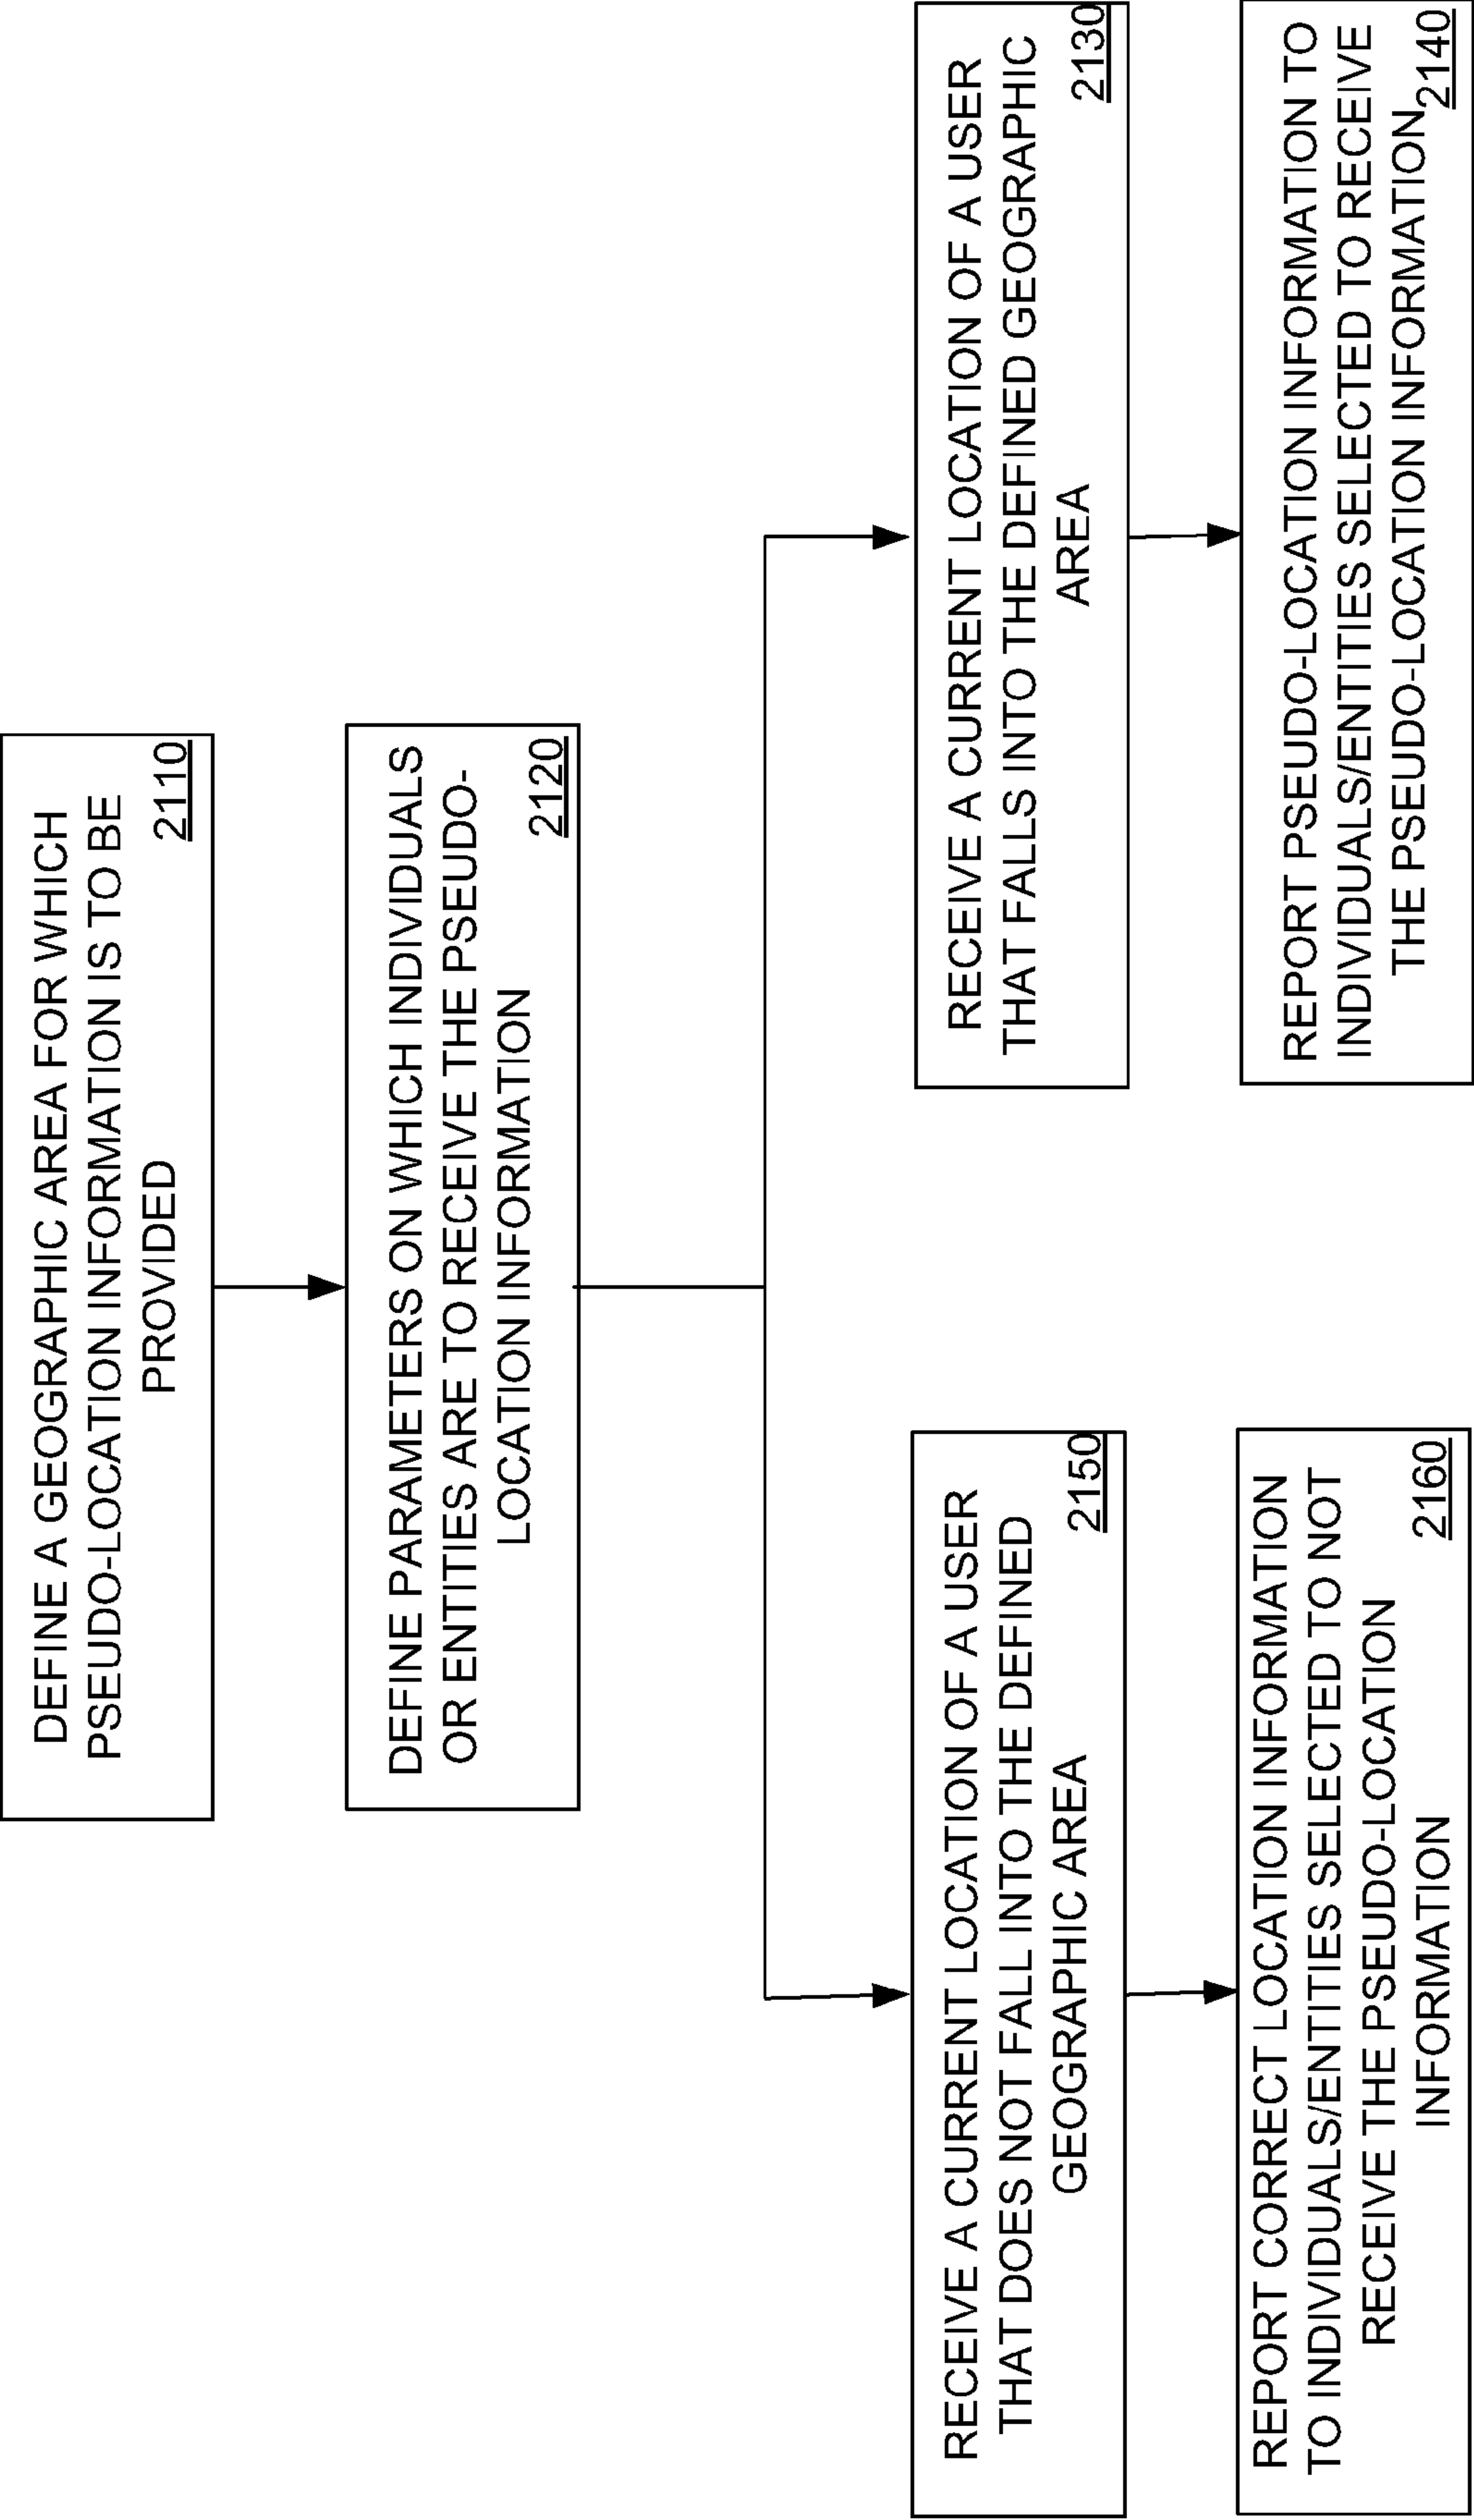 DEFINE A GEOGRAPHIC AREA FOR WHICH
PSEUDO-LOCATION INFORMATION IS TO BE
PROVIDED
2110
DEFINE PARAMETERS ON WHICH INDIVIDUALS
OR ENTITIES ARE TO RECEIVE THE PSEUDO-
LOCATION INFORMATION
2120
RECEIVE A CURRENT LOCATION OF A USER
THAT DOES NOT FALL INTO THE DEFINED
GEOGRAPHIC AREA
2150
REPORT CORRECT LOCATION INFORMATION
TO INDIVIDUALS/ENTITIES SELECTED TO NOT
RECEIVE THE PSEUDO-LOCATION
INFORMATION
2160
RECEIVE A CURRENT LOCATION OF A USER
THAT FALLS INTO THE DEFINED GEOGRAPHIC
AREA
2130
REPORT PSEUDO-LOCATION INFORMATION TO
INDIVIDUALS/ENTITIES SELECTED TO RECEIVE
THE PSEUDO-LOCATION INFORMATION
2140